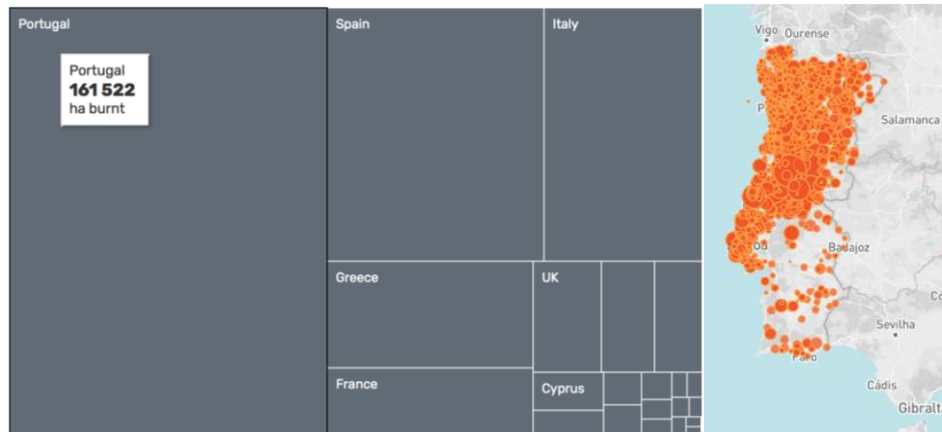 Portugal
Portugal
161 522
ha burnt
Spain
Italy
Greece
UK
France
Cyprus
Vigo
Ourense
Salamanca
Badajoz
Sevilha
Faro
Cádis
Gibralt